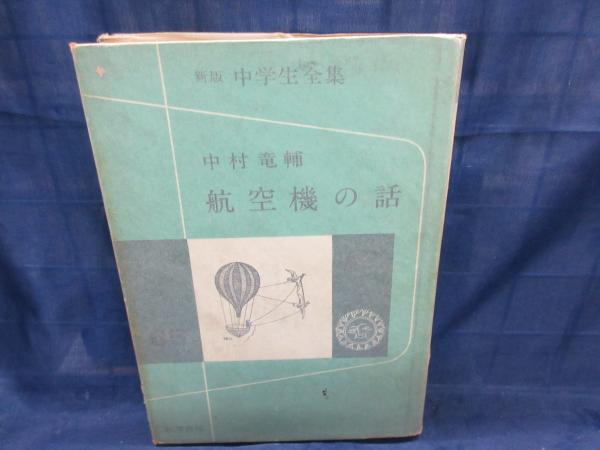 新版 中学生全集
中村竜輔
航空機の話